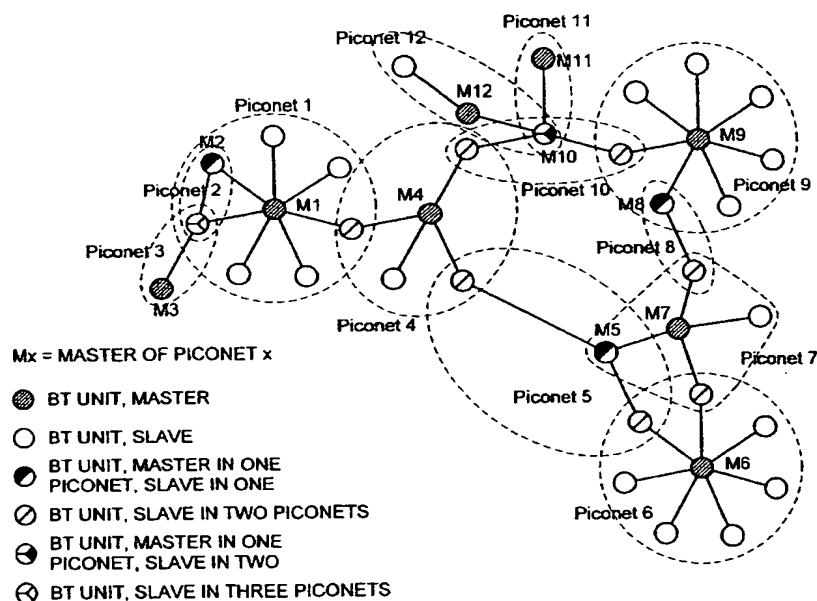 Piconet 11
Piconet 12
M11
M12
Piconet 1
M2
M10
M9
Piconet 2
M4
Piconet 10
Piconet 9
M1
M8
Piconet 3
Piconet 8
M3
Piconet 4
M5
M7
Mx = MASTER OF PICONET x
Piconet 7
BT UNIT, MASTER
Piconet 5
BT UNIT, SLAVE
BT UNIT, MASTER IN ONE
PICONET, SLAVE IN ONE
M6
BT UNIT, SLAVE IN TWO PICONETS
Piconet 6
BT UNIT, MASTER IN ONE
PICONET, SLAVE IN TWO
BT UNIT, SLAVE IN THREE PICONETS